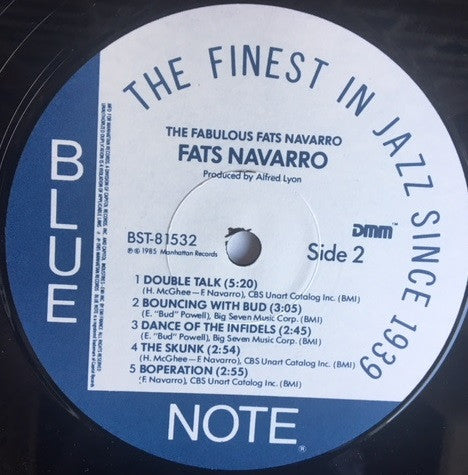 THE FINEST IN JAZZ SINCE 1939
THE FABULOUS FATS NAVARRO
FATS NAVARRO
Produced by Alfred Lyon
BST-81532
℗ © 1985 Manhattan Records
DMM™
Side 2
1 DOUBLE TALK (5:20)
(H. McGhee—F. Navarro), CBS Unart Catalog Inc. (BMI)
2 BOUNCING WITH BUD (3:05)
(E. "Bud" Powell), Big Seven Music Corp. (BMI)
3 DANCE OF THE INFIDELS (2:45)
(E. "Bud" Powell), Big Seven Music Corp. (BMI)
4 THE SKUNK (2:54)
(H. McGhee—F. Navarro), CBS Unart Catalog Inc. (BMI)
5 BOPERATION (2:55)
(F. Navarro), CBS Unart Catalog Inc. (BMI)
BLUE
NOTE®